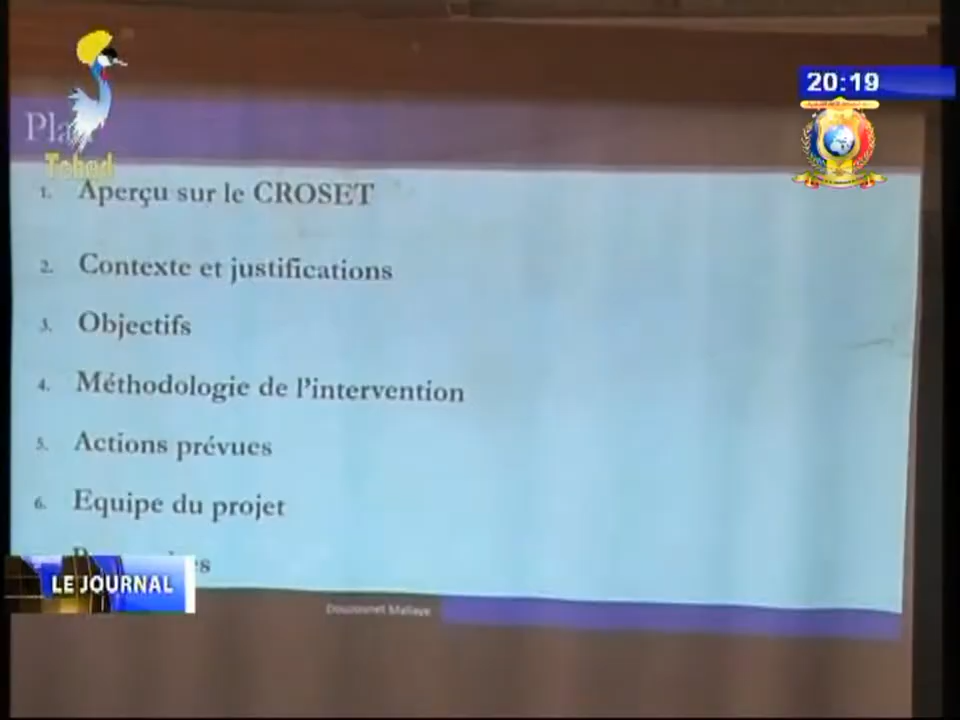 20:19
Pla
Tchad
1. Aperçu sur le CROSET
2. Contexte et justifications
3. Objectifs
4. Méthodologie de l'intervention
5. Actions prévues
6. Equipe du projet
LE JOURNAL